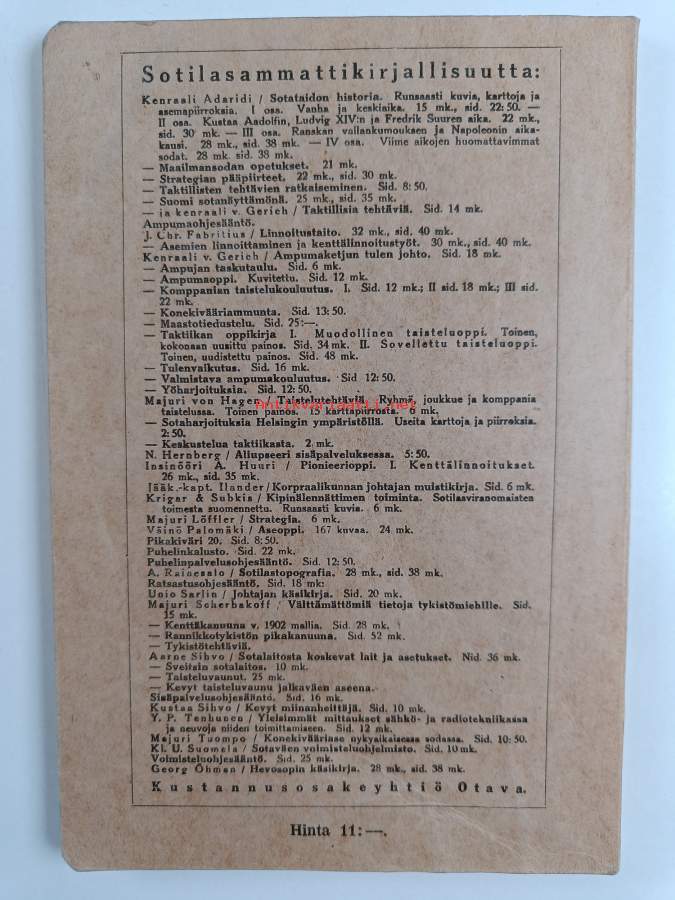 Sotilasammattikirjallisuutta:
Kenraali Adaridi / Sotataidon historia. Runsaasti kuvia, karttoja ja
asemapiirroksia. I osa. Vanha ja keskiaika. 15 mk., sid. 22:50. —
II osa. Kustaa Aadolfin, Ludvig XIV:n ja Fredrik Suuren aika. 22 mk.,
sid. 30 mk. — III osa. Ranskan vallankumouksen ja Napoleonin aika-
kausi. 28 mk., sid. 38 mk. — IV osa. Viime aikojen huomattavimmat
sodat. 28 mk. sid. 38 mk.
— Maailmansodan opetukset. 21 mk.
— Strategian pääpiirteet. 22 mk., sid. 30 mk.
— Taktillisten tehtävien ratkaiseminen. Sid. 8:50.
— Suomi sotanäyttämönä. 25 mk., sid. 35 mk.
— ja kenraali v. Gerich / Taktillisia tehtäviä. Sid. 14 mk.
Ampumaohjesääntö.
J. Chr. Fabritius / Linnoitustaito. 32 mk., sid. 40 mk.
— Asemien linnoittaminen ja kenttälinnoitustyöt. 30 mk., sid. 40 mk.
Kenraali v. Gerich / Ampumaketjun tulen johto. Sid. 18 mk.
— Ampujan taskutaulu. Sid. 6 mk.
— Ampumaoppi. Kuvitettu. Sid. 12 mk.
— Komppanian taistelukouluutus. I. Sid. 12 mk.; II sid. 18 mk.; III sid.
22 mk.
— Konekivääriammunta. Sid. 13:50.
— Maastotiedustelu. Sid. 25:—.
— Taktiikan oppikirja I. Muodollinen taisteluoppi. Toinen,
kokonaan uusittu painos. Sid. 34 mk. II. Sovellettu taisteluoppi.
Toinen, uudistettu painos. Sid. 48 mk.
— Tulenvaikutus. Sid. 16 mk.
— Valmistava ampumakouluutus. Sid 12:50.
— Yöharjoituksia. Sid. 12:50.
Majuri von Hagen / Taistelutehtäviä. Ryhmä, joukkue ja komppania
taistelussa. Toinen painos. 15 karttapiirrosta. 6 mk.
— Sotaharjoituksia Helsingin ympäristöllä. Useita karttoja ja piirroksia.
2:50.
— Keskustelua taktiikasta. 2 mk.
N. Hernberg / Aliupseeri sisäpalveluksessa. 5:50.
Insinööri A. Huuri / Pionieerioppi. I. Kenttälinnoitukset.
26 mk., sid. 35 mk.
Jääk.-kapt. Ilander / Korpraalikunnan johtajan muistikirja. Sid. 6 mk.
Krigar & Subkis / Kipinälennättimen toiminta. Sotilasviranomaisten
toimesta suomennettu. Runsaasti kuvia. 6 mk.
Majuri Löffler / Strategia. 6 mk.
Väinö Palomäki / Aseoppi. 167 kuvaa. 24 mk.
Pikakivääri 20. Sid. 8:50.
Puhelinkalusto. Sid. 22 mk.
Puhelinpalvelusohjesääntö. Sid. 12:50.
A. Rainesalo / Sotilastopografia. 28 mk., sid. 38 mk.
Ratsastusohjesääntö. Sid. 18 mk.
Unio Sarlin / Johtajan käsikirja. Sid. 20 mk.
Majuri Scherbakoff / Välttämättömiä tietoja tykistömiehille. Sid.
15 mk.
— Kenttäkanuuna v. 1902 mallia. Sid. 28 mk.
— Rannikkotykistön pikakanuuna. Sid. 52 mk.
— Tykistötehtäviä.
Aarne Sihvo / Sotalaitosta koskevat lait ja asetukset. Nid. 36 mk.
— Sveitsin sotalaitos. 10 mk.
— Taisteluvaunut. 25 mk.
— Kevyt taisteluvaunu jalkaväen aseena.
Sisäpalvelusohjesääntö. Sid. 16 mk.
Kustaa Sihvo / Kevyt miinanheittäjä. Sid. 10 mk.
Y. P. Tenhunen / Yleisimmät mittaukset sähkö- ja radiotekniikassa
ja neuvoja niiden toimittamiseen. Sid. 12 mk.
Majuri Tuompo / Konekivääriase nykyaikaisessa sodassa. Sid. 10:50.
Kl. U. Suomela / Sotaväen voimisteluohjelmisto. Sid. 10 mk.
Voimisteluohjesääntö. Sid. 25 mk.
Georg Öhman / Hevosopin käsikirja. 28 mk., sid. 38 mk.
Kustannusosakeyhtiö Otava.
Hinta 11:—.
Antikvariaatti.net